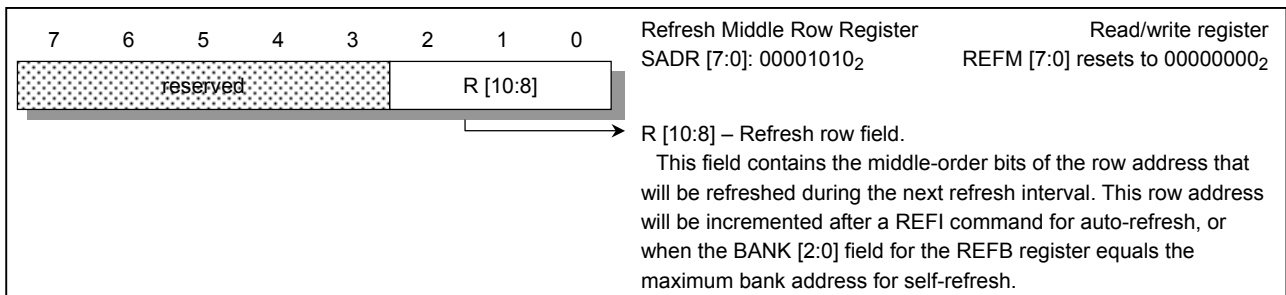 7 6 5 4 3 2 1 0
reserved R [10:8]
Refresh Middle Row Register Read/write register
SADR [7:0]: 00001010₂ REFM [7:0] resets to 00000000₂
R [10:8] – Refresh row field.
This field contains the middle-order bits of the row address that
will be refreshed during the next refresh interval. This row address
will be incremented after a REFI command for auto-refresh, or
when the BANK [2:0] field for the REFB register equals the
maximum bank address for self-refresh.